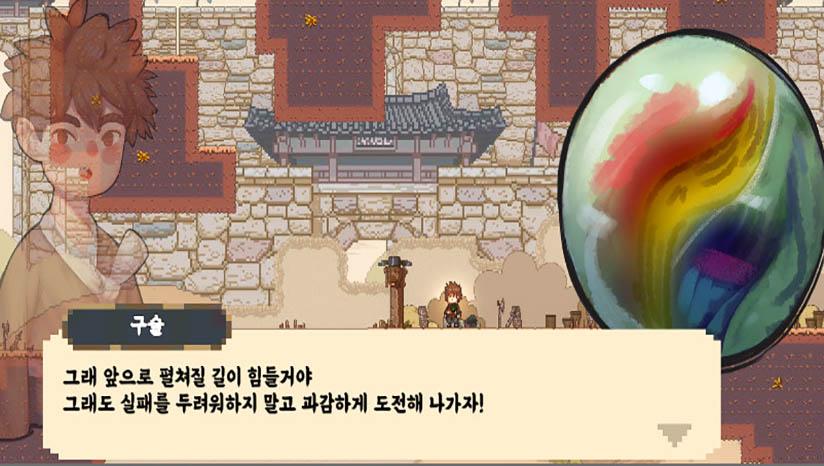 구슬
그래 앞으로 펼쳐질 길이 힘들거야
그래도 실패를 두려워하지 말고 과감하게 도전해 나가자!